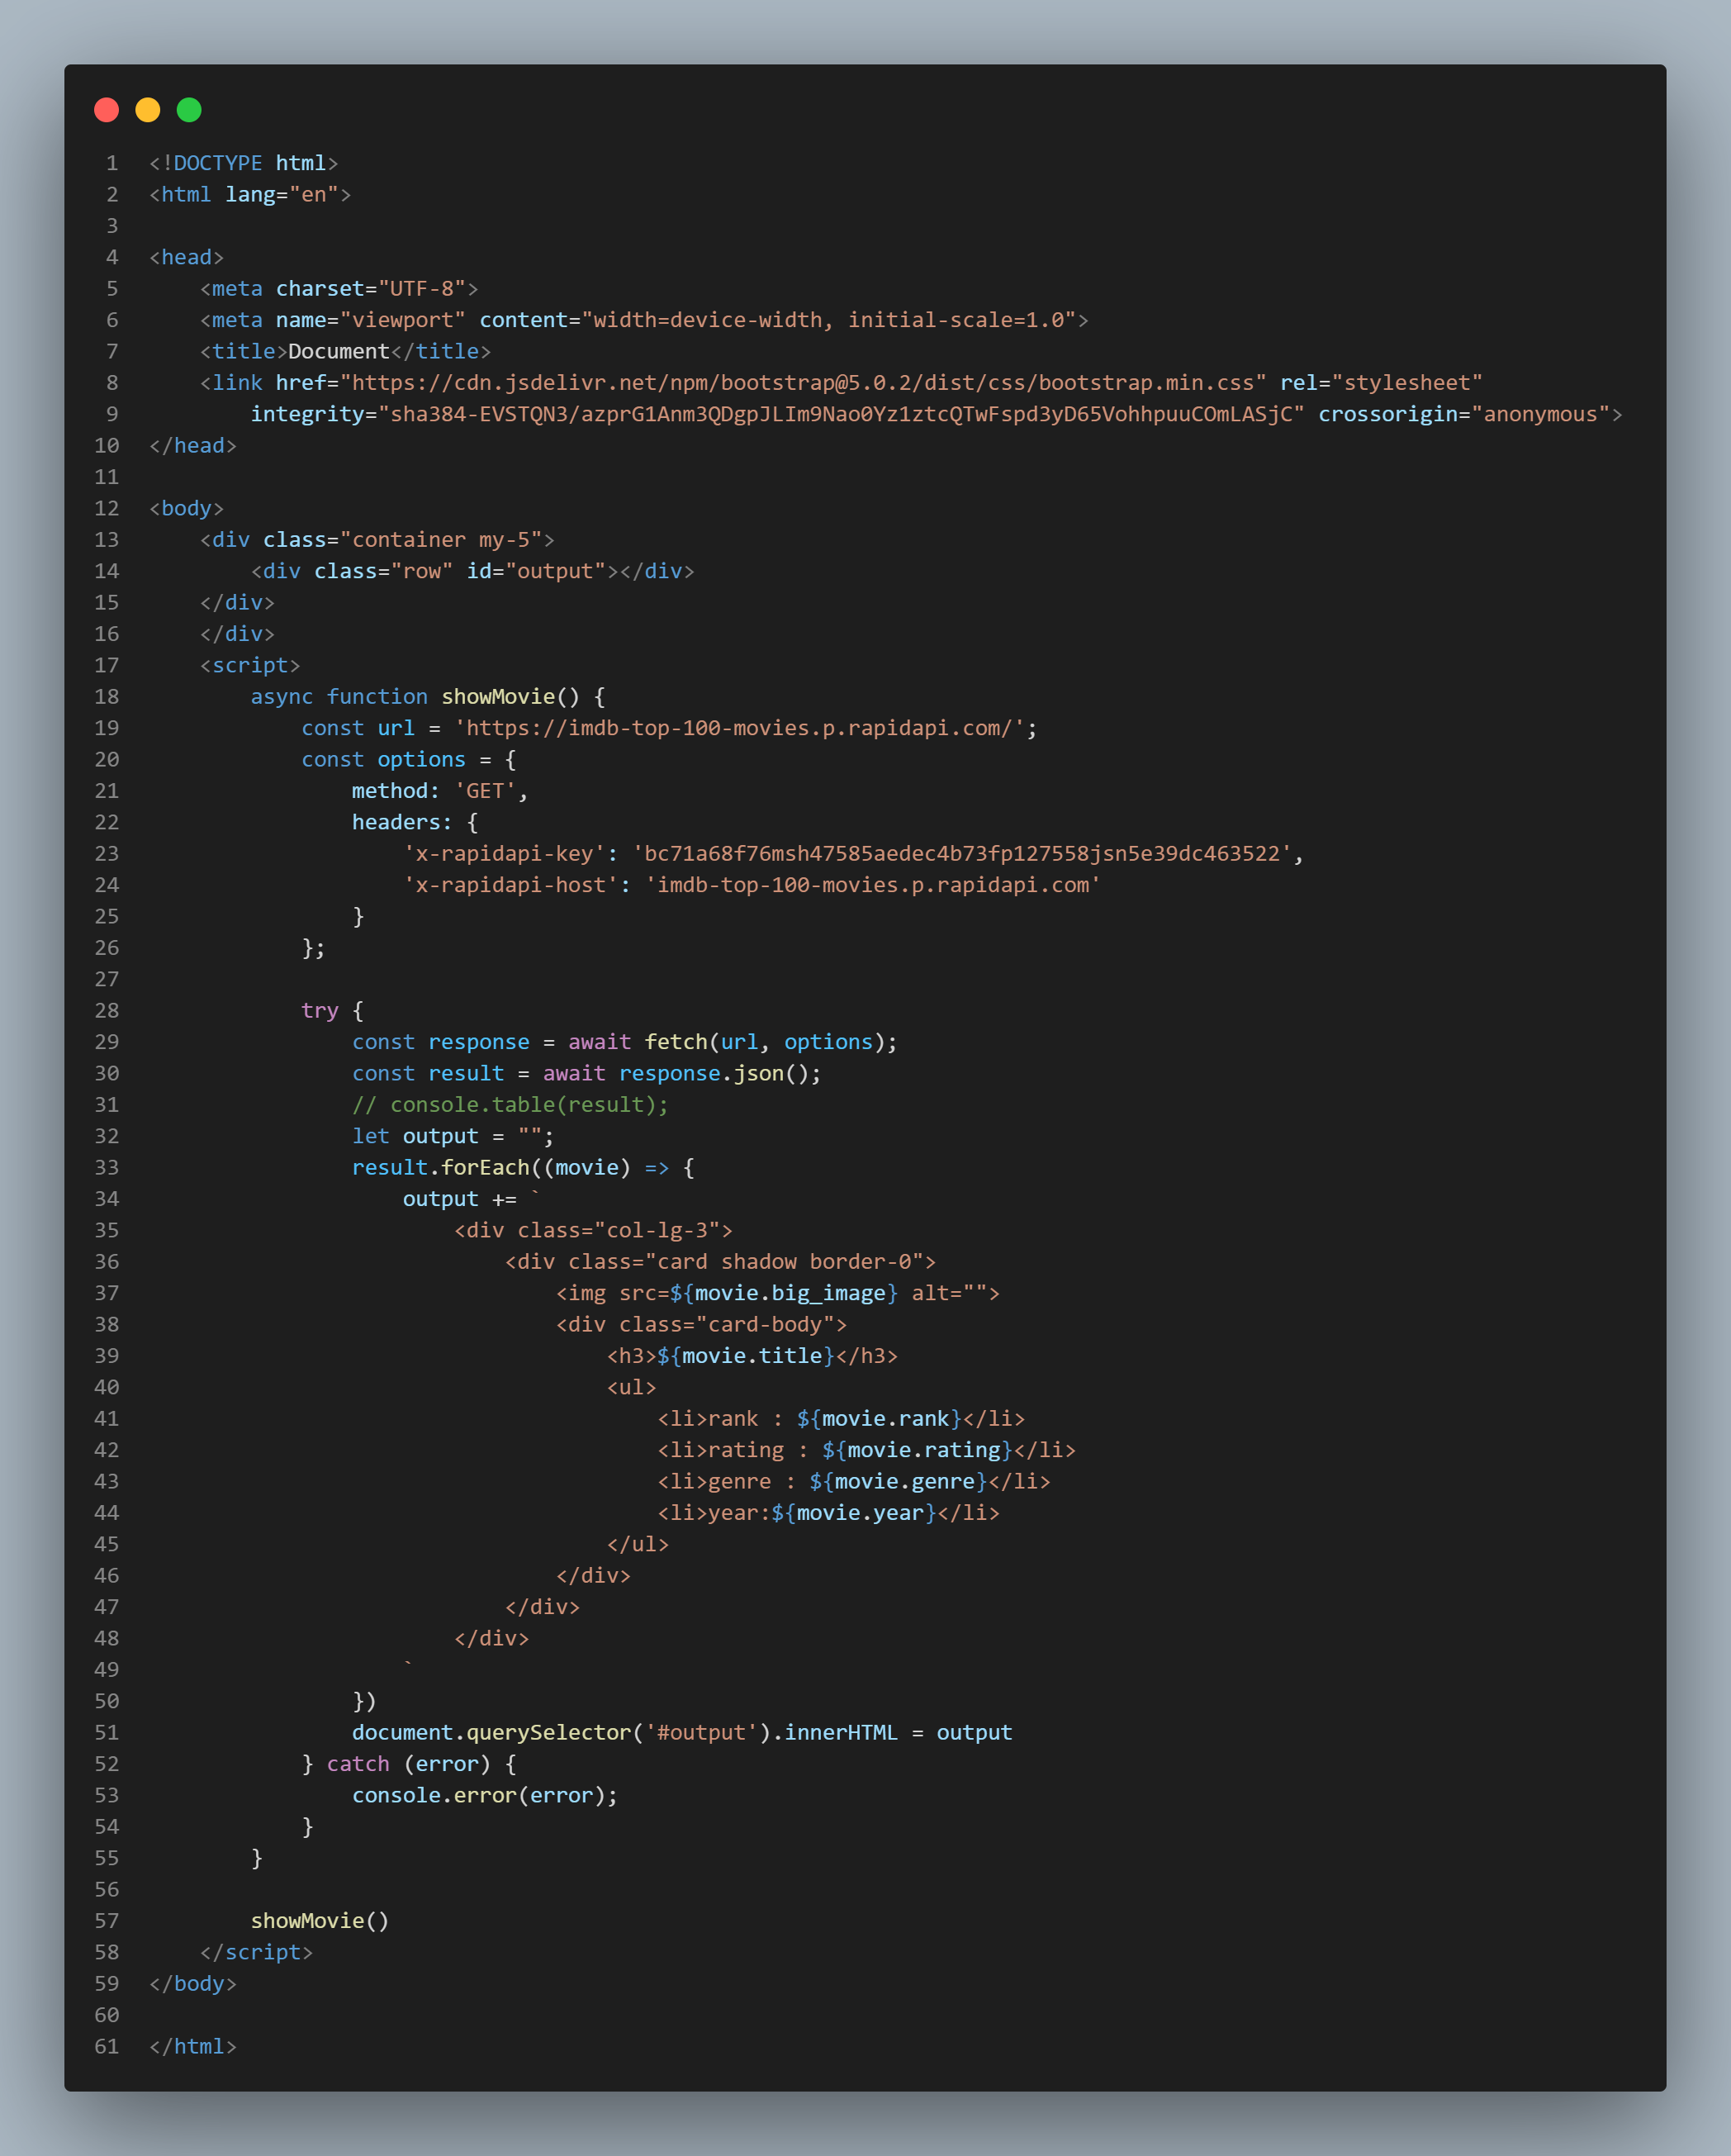 1 <!DOCTYPE html>
2 <html lang="en">
3
4 <head>
5     <meta charset="UTF-8">
6     <meta name="viewport" content="width=device-width, initial-scale=1.0">
7     <title>Document</title>
8     <link href="https://cdn.jsdelivr.net/npm/bootstrap@5.0.2/dist/css/bootstrap.min.css" rel="stylesheet"
9         integrity="sha384-EVSTQN3/azprG1Anm3QDgpJLIm9Nao0Yz1ztcQTwFspd3yD65VohhpuuCOmLASjC" crossorigin="anonymous">
10 </head>
11
12 <body>
13     <div class="container my-5">
14         <div class="row" id="output"></div>
15     </div>
16     </div>
17     <script>
18         async function showMovie() {
19             const url = 'https://imdb-top-100-movies.p.rapidapi.com/';
20             const options = {
21                 method: 'GET',
22                 headers: {
23                     'x-rapidapi-key': 'bc71a68f76msh47585aedec4b73fp127558jsn5e39dc463522',
24                     'x-rapidapi-host': 'imdb-top-100-movies.p.rapidapi.com'
25                 }
26             };
27
28             try {
29                 const response = await fetch(url, options);
30                 const result = await response.json();
31                 // console.table(result);
32                 let output = "";
33                 result.forEach((movie) => {
34                     output += `
35                         <div class="col-lg-3">
36                             <div class="card shadow border-0">
37                                 <img src=${movie.big_image} alt="">
38                                 <div class="card-body">
39                                     <h3>${movie.title}</h3>
40                                     <ul>
41                                         <li>rank : ${movie.rank}</li>
42                                         <li>rating : ${movie.rating}</li>
43                                         <li>genre : ${movie.genre}</li>
44                                         <li>year:${movie.year}</li>
45                                     </ul>
46                                 </div>
47                             </div>
48                         </div>
49                     `
50                 })
51                 document.querySelector('#output').innerHTML = output
52             } catch (error) {
53                 console.error(error);
54             }
55         }
56
57         showMovie()
58     </script>
59 </body>
60
61 </html>